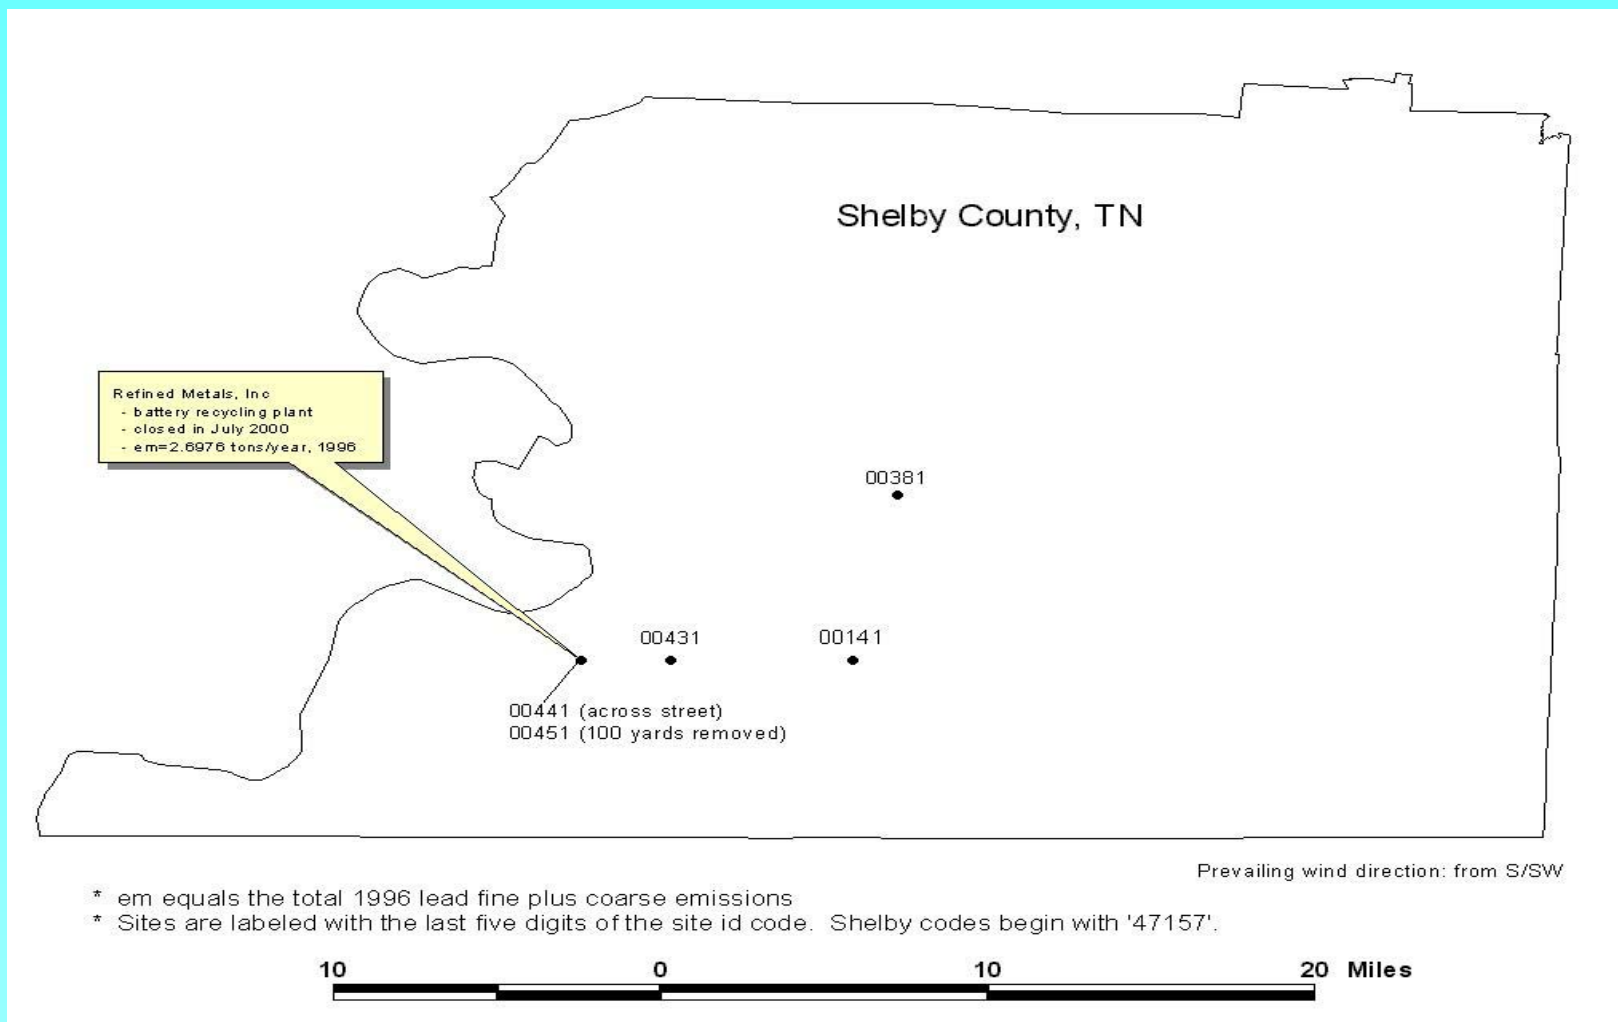 Shelby County, TN
Refined Metals, Inc
- battery recycling plant
- closed in July 2000
- em=2.6976 tons/year, 1996
00381
00431
00141
00441 (across street)
00451 (100 yards removed)
Prevailing wind direction: from S/SW
* em equals the total 1996 lead fine plus coarse emissions
* Sites are labeled with the last five digits of the site id code. Shelby codes begin with '47157'.
10 0 10 20 Miles